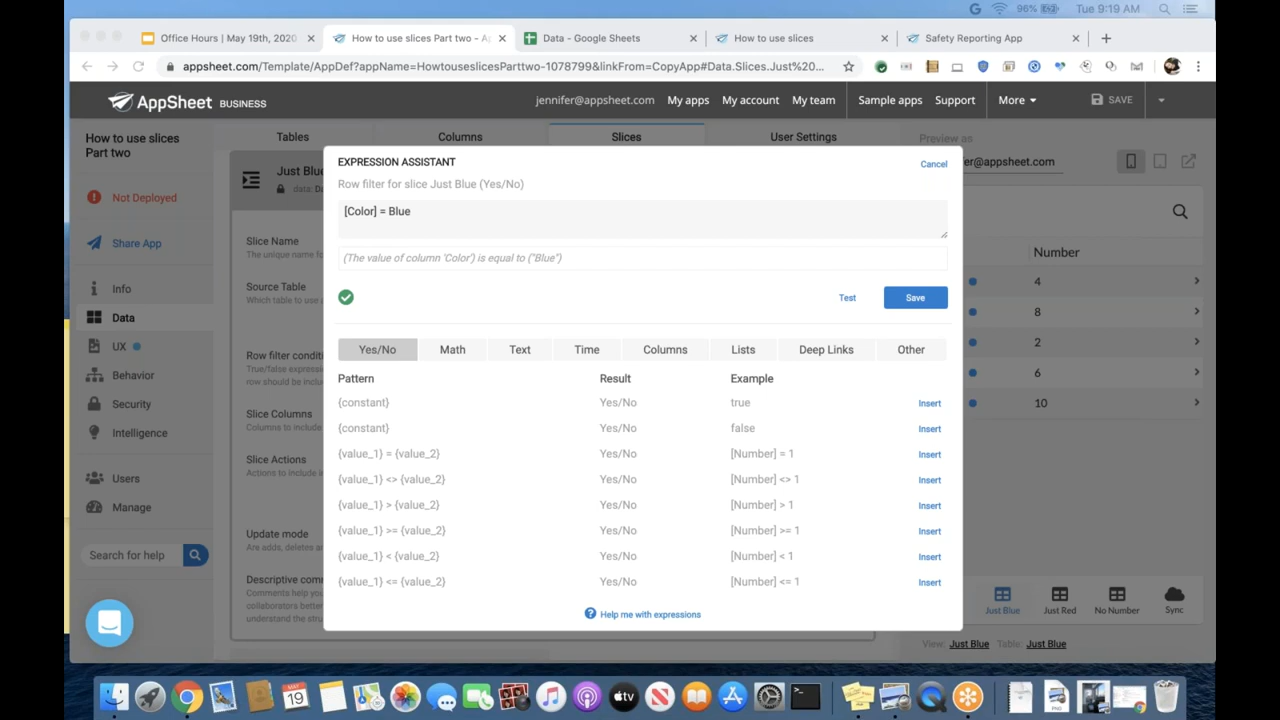 96%
Tue 9:19 AM
Office Hours | May 19th, 2020
How to use slices Part two - A
Data - Google Sheets
How to use slices
Safety Reporting App
appsheet.com/Template/AppDef?appName=HowtouseslicesParttwo-1078799&linkFrom=CopyApp#Data.Slices.Just%20...
AppSheet BUSINESS
jennifer@appsheet.com My apps My account My team Sample apps Support More SAVE
How to use slices
Part two
Tables Columns Slices User Settings
Preview as
fer@appsheet.com
Not Deployed
Share App
Info
Data
UX
Behavior
Security
Intelligence
Users
Manage
Search for help
Just Blue
data: Da
Slice Name
The unique name fo
Source Table
Which table to use
Row filter conditi
True/false expressi
row should be inclu
Slice Columns
Columns to include
Slice Actions
Actions to include i
Update mode
Are adds, deletes an
Descriptive com
Comments help you
collaborators better
understand the stru
EXPRESSION ASSISTANT
Cancel
Row filter for slice Just Blue (Yes/No)
[Color] = Blue
(The value of column 'Color') is equal to ("Blue")
Test Save
Yes/No Math Text Time Columns Lists Deep Links Other
Pattern Result Example
{constant} Yes/No true Insert
{constant} Yes/No false Insert
{value_1} = {value_2} Yes/No [Number] = 1 Insert
{value_1} <> {value_2} Yes/No [Number] <> 1 Insert
{value_1} > {value_2} Yes/No [Number] > 1 Insert
{value_1} >= {value_2} Yes/No [Number] >= 1 Insert
{value_1} < {value_2} Yes/No [Number] < 1 Insert
{value_1} <= {value_2} Yes/No [Number] <= 1 Insert
Help me with expressions
Number
4
8
2
6
10
Just Blue Just Red No Number Sync
View: Just Blue Table: Just Blue
MAY
19
tv